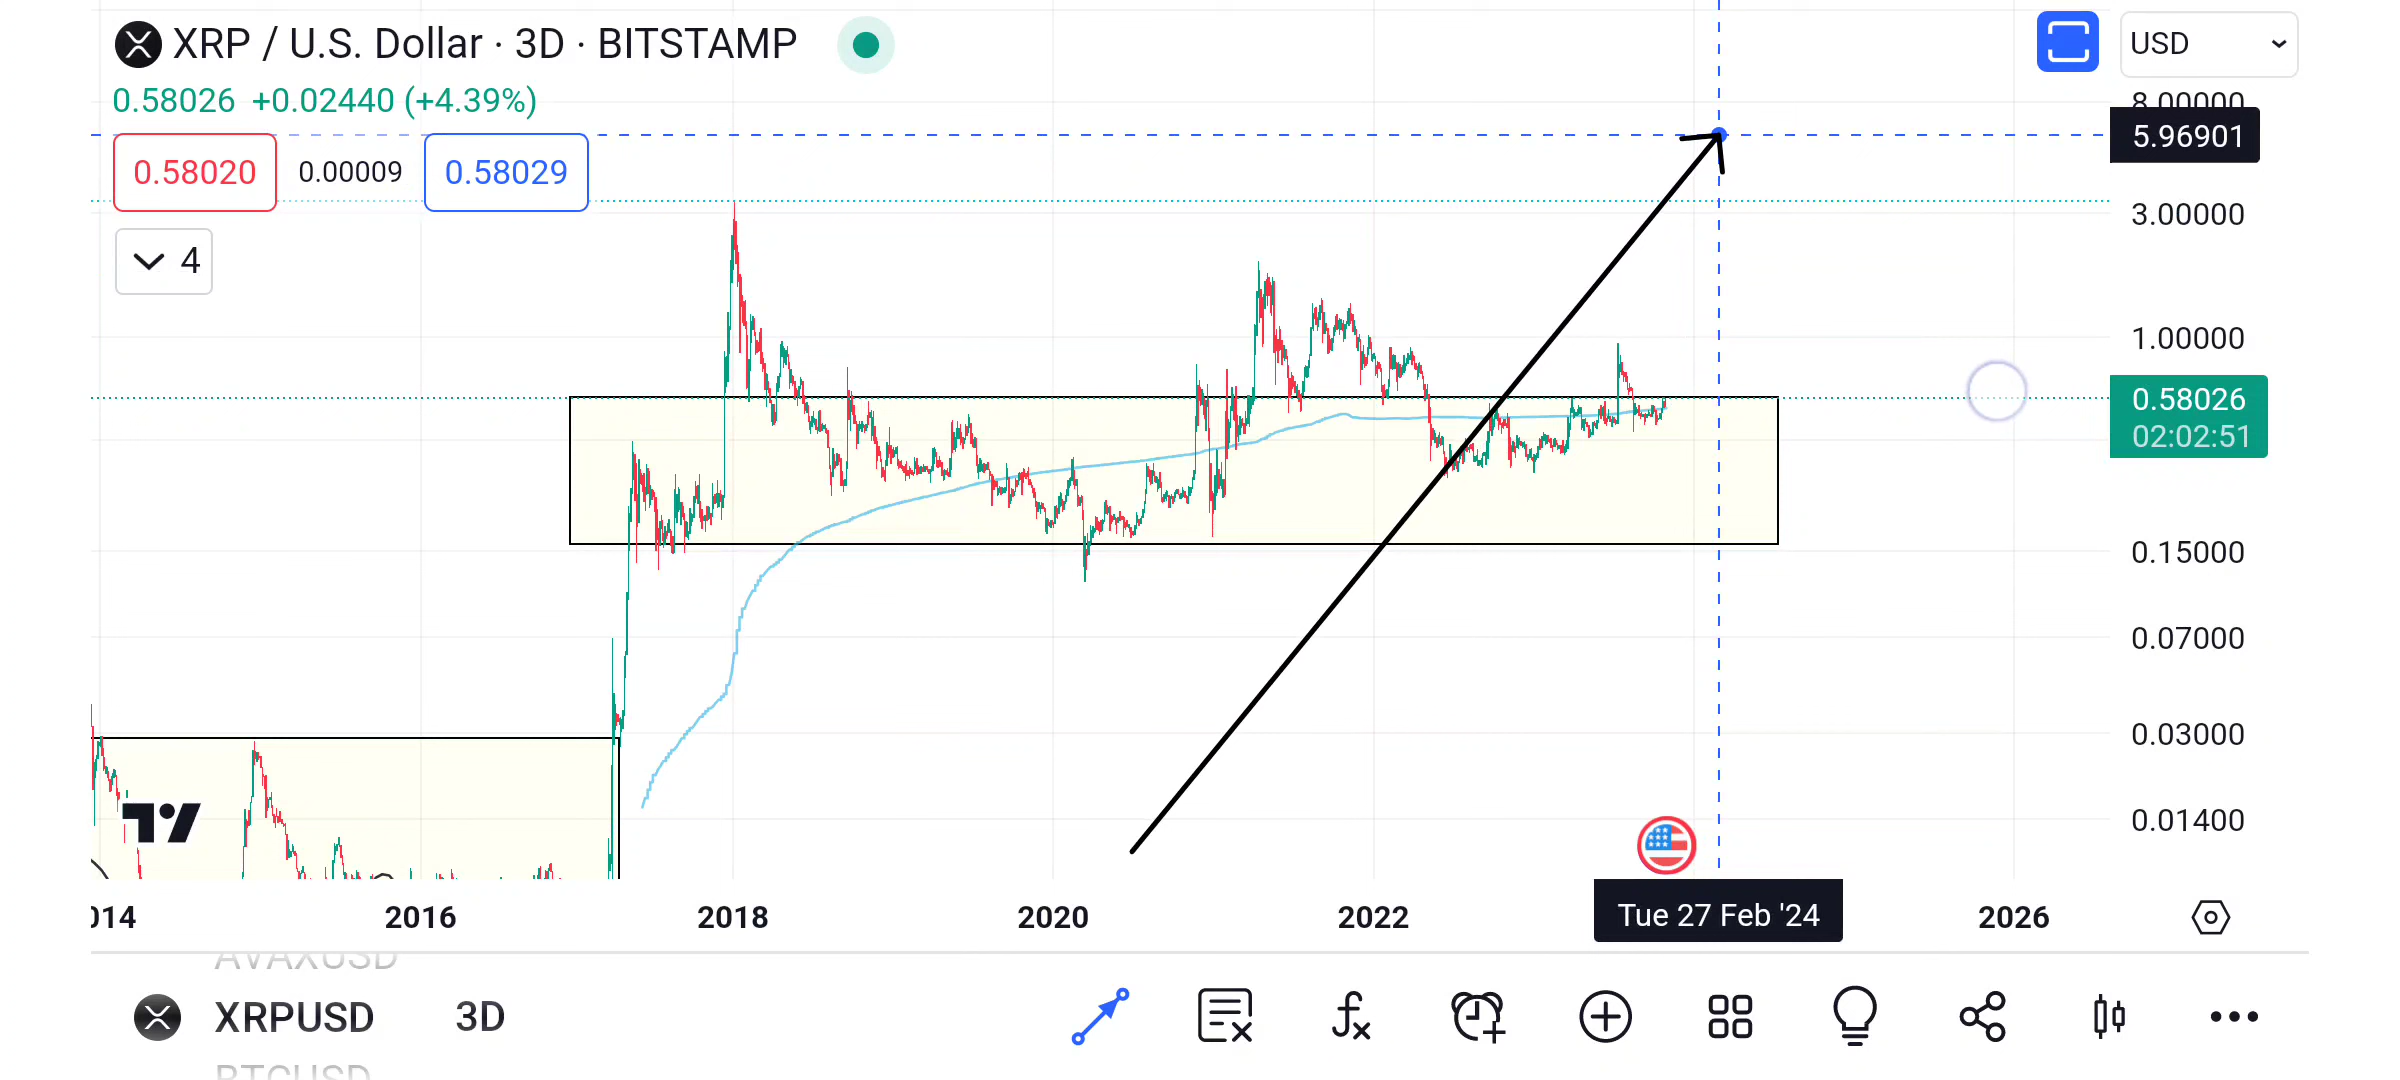 XRP / U.S. Dollar · 3D · BITSTAMP
USD
0.58026 +0.02440 (+4.39%)
8.00000
5.96901
0.58020 0.00009 0.58029
3.00000
4
1.00000
0.58026
02:02:51
0.15000
0.07000
0.03000
0.01400
014 2016 2018 2020 2022 Tue 27 Feb '24 2026
AVAXUSD
XRPUSD 3D
BTCUSD